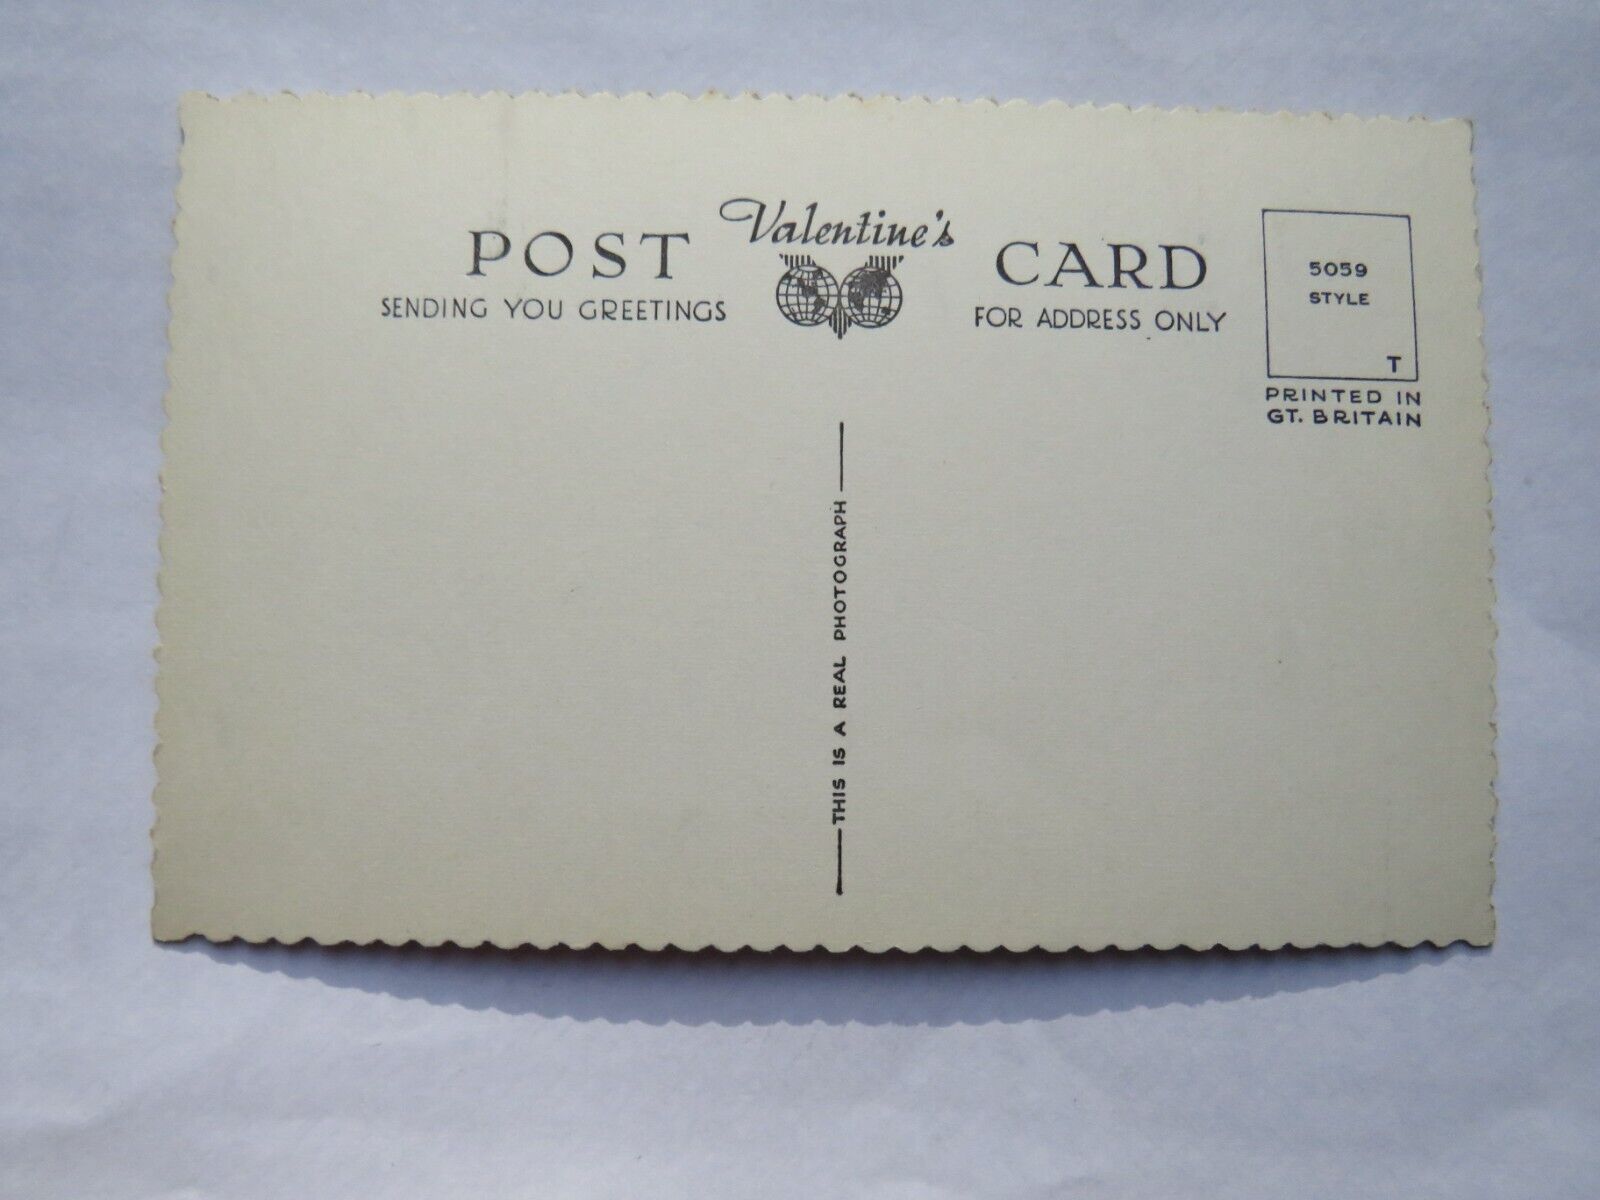 POST Valentine's CARD
SENDING YOU GREETINGS
FOR ADDRESS ONLY
5059
STYLE
T
PRINTED IN
GT. BRITAIN
THIS IS A REAL PHOTOGRAPH